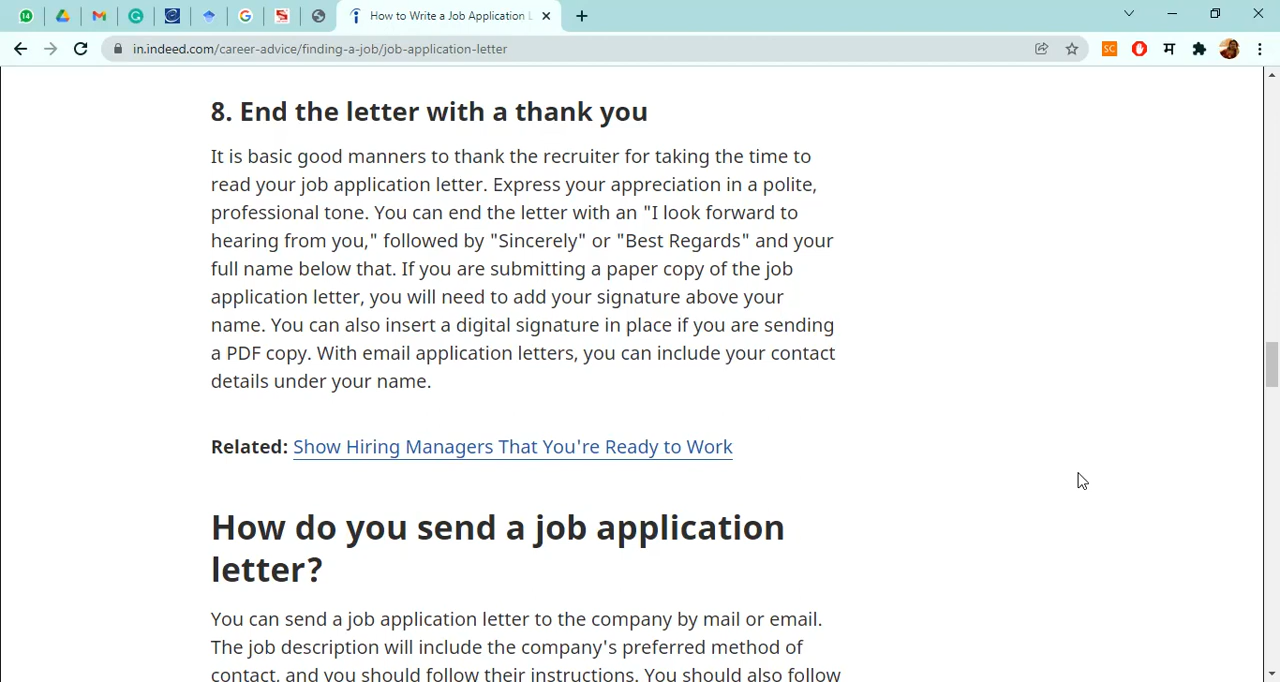 14
How to Write a Job Application L
in.indeed.com/career-advice/finding-a-job/job-application-letter
SC
म
8. End the letter with a thank you
It is basic good manners to thank the recruiter for taking the time to
read your job application letter. Express your appreciation in a polite,
professional tone. You can end the letter with an "I look forward to
hearing from you," followed by "Sincerely" or "Best Regards" and your
full name below that. If you are submitting a paper copy of the job
application letter, you will need to add your signature above your
name. You can also insert a digital signature in place if you are sending
a PDF copy. With email application letters, you can include your contact
details under your name.
Related: Show Hiring Managers That You're Ready to Work
How do you send a job application
letter?
You can send a job application letter to the company by mail or email.
The job description will include the company's preferred method of
contact, and you should follow their instructions. You should also follow